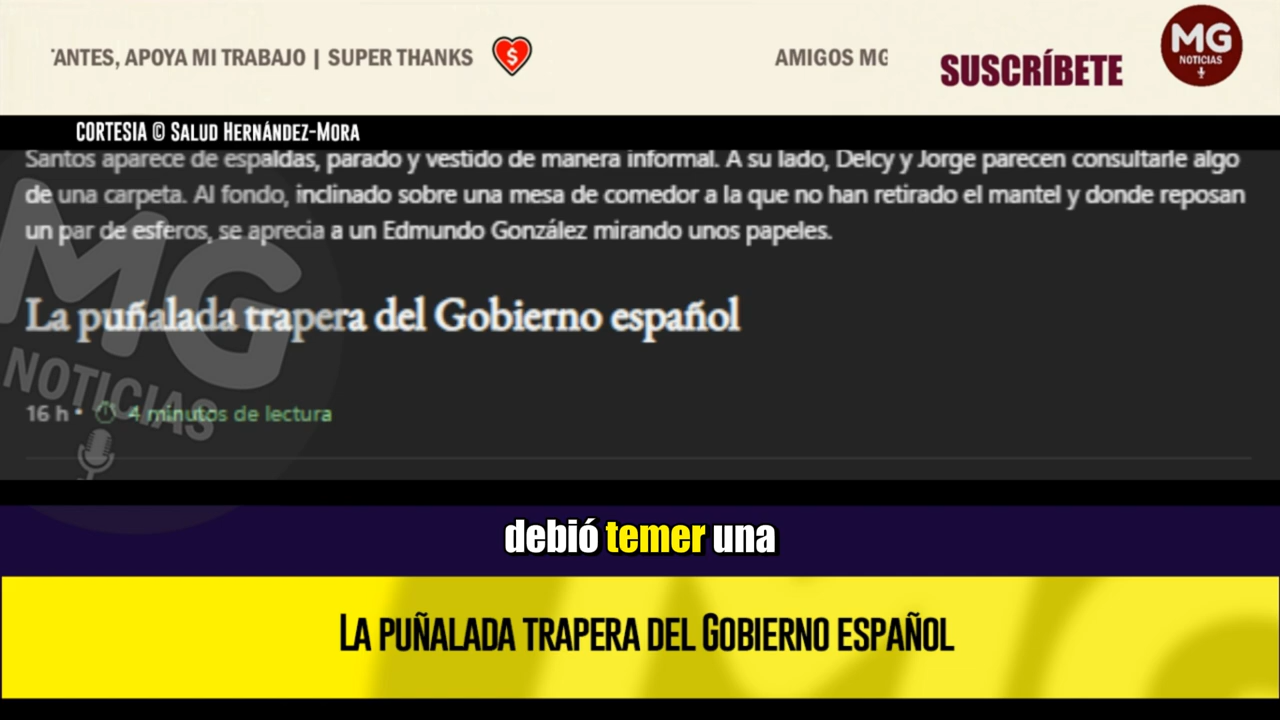 'ANTES, APOYA MI TRABAJO | SUPER THANKS
AMIGOS MG
SUSCRÍBETE
MG
NOTICIAS
CORTESIA © SALUD HERNÁNDEZ-MORA
Santos aparece de espaldas, parado y vestido de manera informal. A su lado, Delcy y Jorge parecen consultarle algo
de una carpeta. Al fondo, inclinado sobre una mesa de comedor a la que no han retirado el mantel y donde reposan
un par de esferos, se aprecia a un Edmundo González mirando unos papeles.
La puñalada trapera del Gobierno español
MG
NOTICIAS
16 h • 4 minutos de lectura
debió temer una
LA PUÑALADA TRAPERA DEL GOBIERNO ESPAÑOL